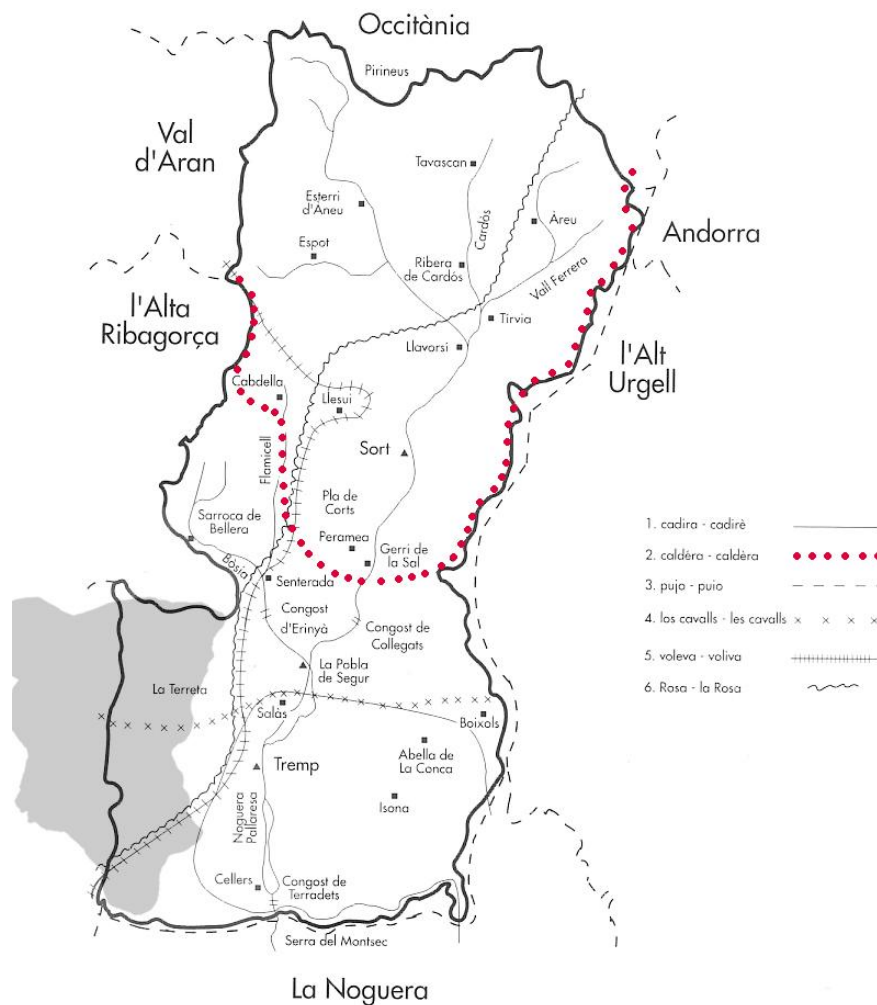 Occitània
Pirineus
Val
d'Aran
Tavascan
Esterri
d'Àneu
Cardós
Àreu
Andorra
Espot
Ribera
de Cardós
Vall Ferrera
l'Alta
Ribagorça
Tirvia
Llavorsí
l'Alt
Urgell
Cabdella
Llesui
Flamicell
Sort
Pla de
Corts
Sarroca de
Bellera
Peramea
Gerri de
la Sal
Bòsia
Senterada
Congost
d'Erinyà
Congost de
Collegats
La Pobla
de Segur
La Terreta
Salàs
Boixols
Abella de
La Conca
Tremp
Isona
Noguera
Pallaresa
Cellers
Congost de
Terradets
Serra del Montsec
La Noguera
1. cadira - cadirè
2. caldèra - caldèra
3. pujo - puio
4. los cavalls - les cavalls
5. voleva - voliva
6. Rosa - la Rosa